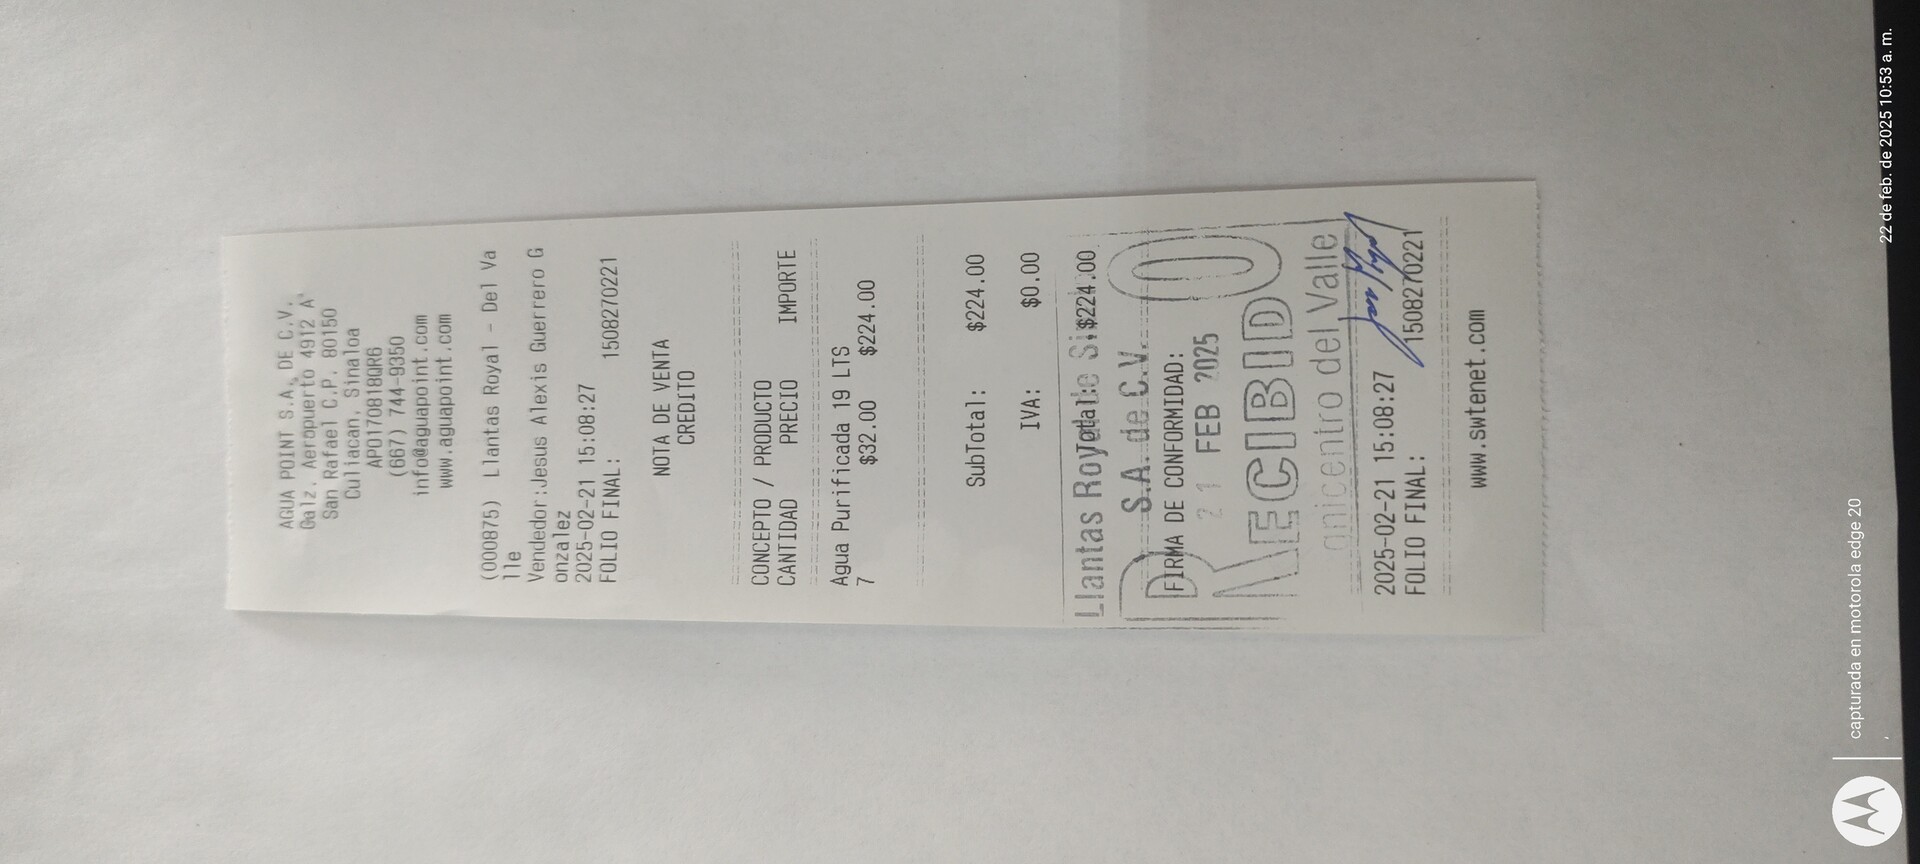 AGUA POINT S.A. DE C.V.
Galz. Aeropuerto 4912 A
San Rafael C.P. 80150
Culiacan, Sinaloa
APO170818QR6
(667) 744-9350
info@aguapoint.com
www.aguapoint.com
(000875) Llantas Royal - Del Va
lle
Vendedor:Jesus Alexis Guerrero G
onzalez
2025-02-21 15:08:27
FOLIO FINAL: 1508270221
NOTA DE VENTA
CREDITO
CONCEPTO / PRODUCTO
CANTIDAD PRECIO IMPORTE
Agua Purificada 19 LTS
7 $32.00 $224.00
SubTotal: $224.00
IVA: $0.00
Total: $224.00
Llantas Royal de
S.A. de C.V.
FIRMA DE CONFORMIDAD:
21 FEB 2025
RECIBIDO
nicentro del Valle
2025-02-21 15:08:27
FOLIO FINAL: 1508270221
www.swtenet.com
capturada en motorola edge 20
22 de feb. de 2025 10:53 a. m.